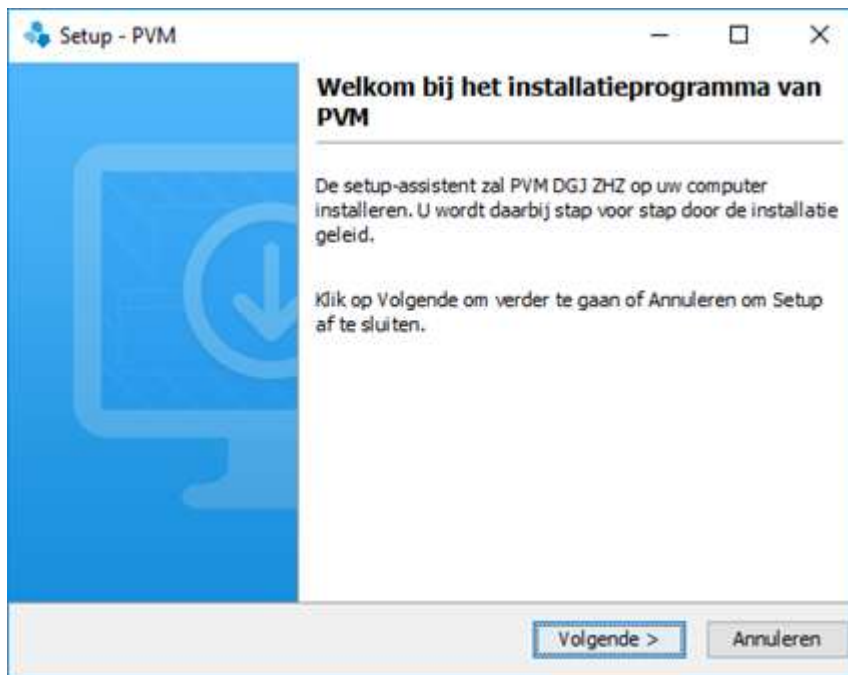 Setup - PVM
Welkom bij het installatieprogramma van
PVM
De setup-assistent zal PVM DGJ ZHZ op uw computer
installeren. U wordt daarbij stap voor stap door de installatie
geleid.
Klik op Volgende om verder te gaan of Annuleren om Setup
af te sluiten.
Volgende >
Annuleren